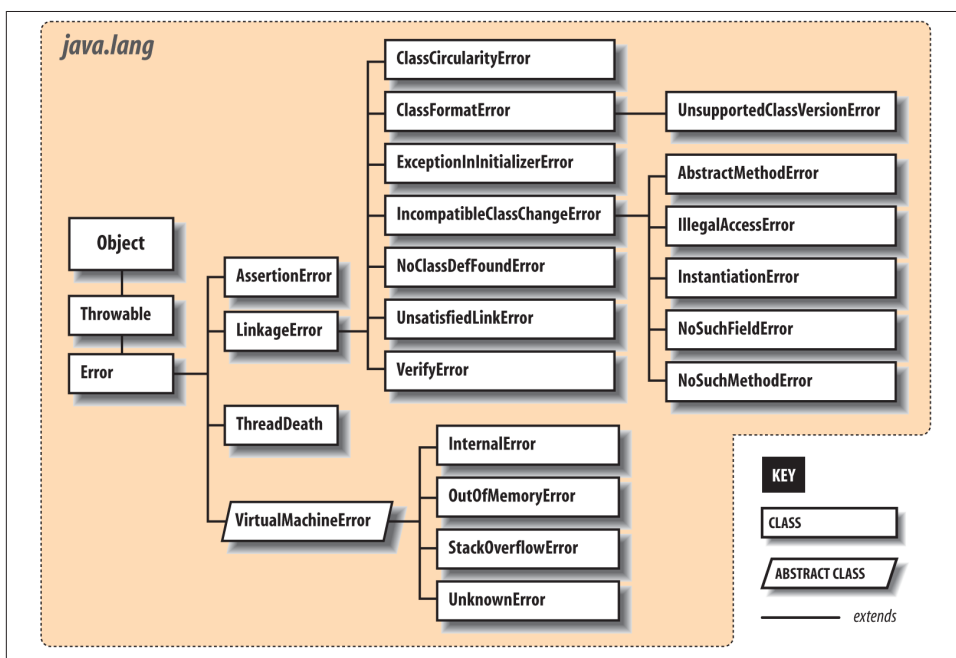 java.lang
Object
Throwable
Error
AssertionError
LinkageError
ThreadDeath
VirtualMachineError
ClassCircularityError
ClassFormatError
ExceptionInInitializerError
IncompatibleClassChangeError
NoClassDefFoundError
UnsatisfiedLinkError
VerifyError
InternalError
OutOfMemoryError
StackOverflowError
UnknownError
UnsupportedClassVersionError
AbstractMethodError
IllegalAccessError
InstantiationError
NoSuchFieldError
NoSuchMethodError
KEY
CLASS
ABSTRACT CLASS
extends